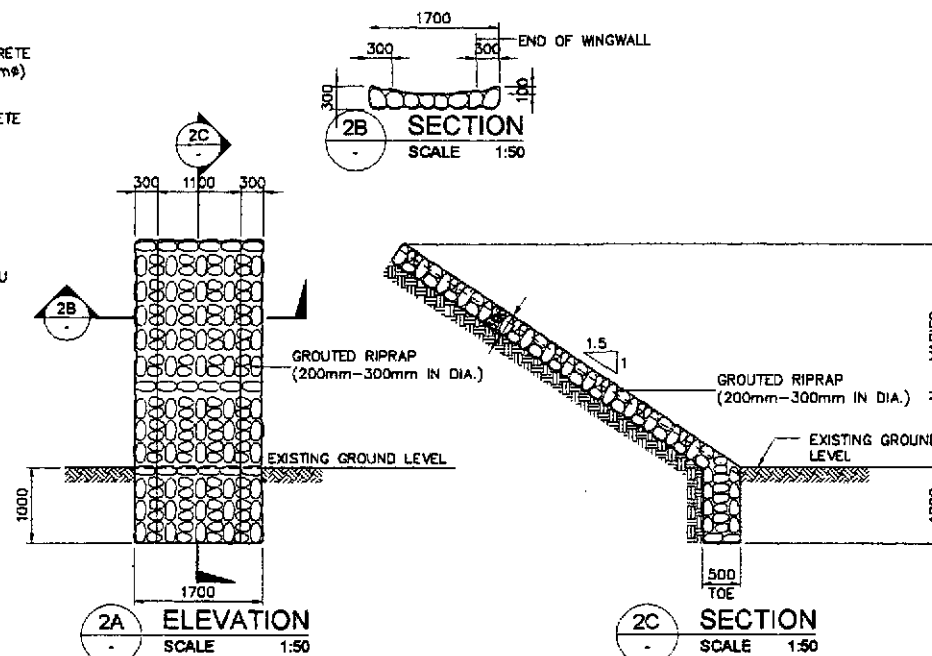 RETE
1700
END OF WINGWALL
300
300
300
100
ETE
2B
-
SECTION
SCALE 1:50
2C
-
300
1100
300
2B
-
GROUTED RIPRAP
(200mm-300mm IN DIA.)
1.5
1
GROUTED RIPRAP
(200mm-300mm IN DIA.)
EXISTING GROUND LEVEL
EXISTING GROUND
LEVEL
1000
1700
500
TOE
2A
-
ELEVATION
SCALE 1:50
2C
-
SECTION
SCALE 1:50